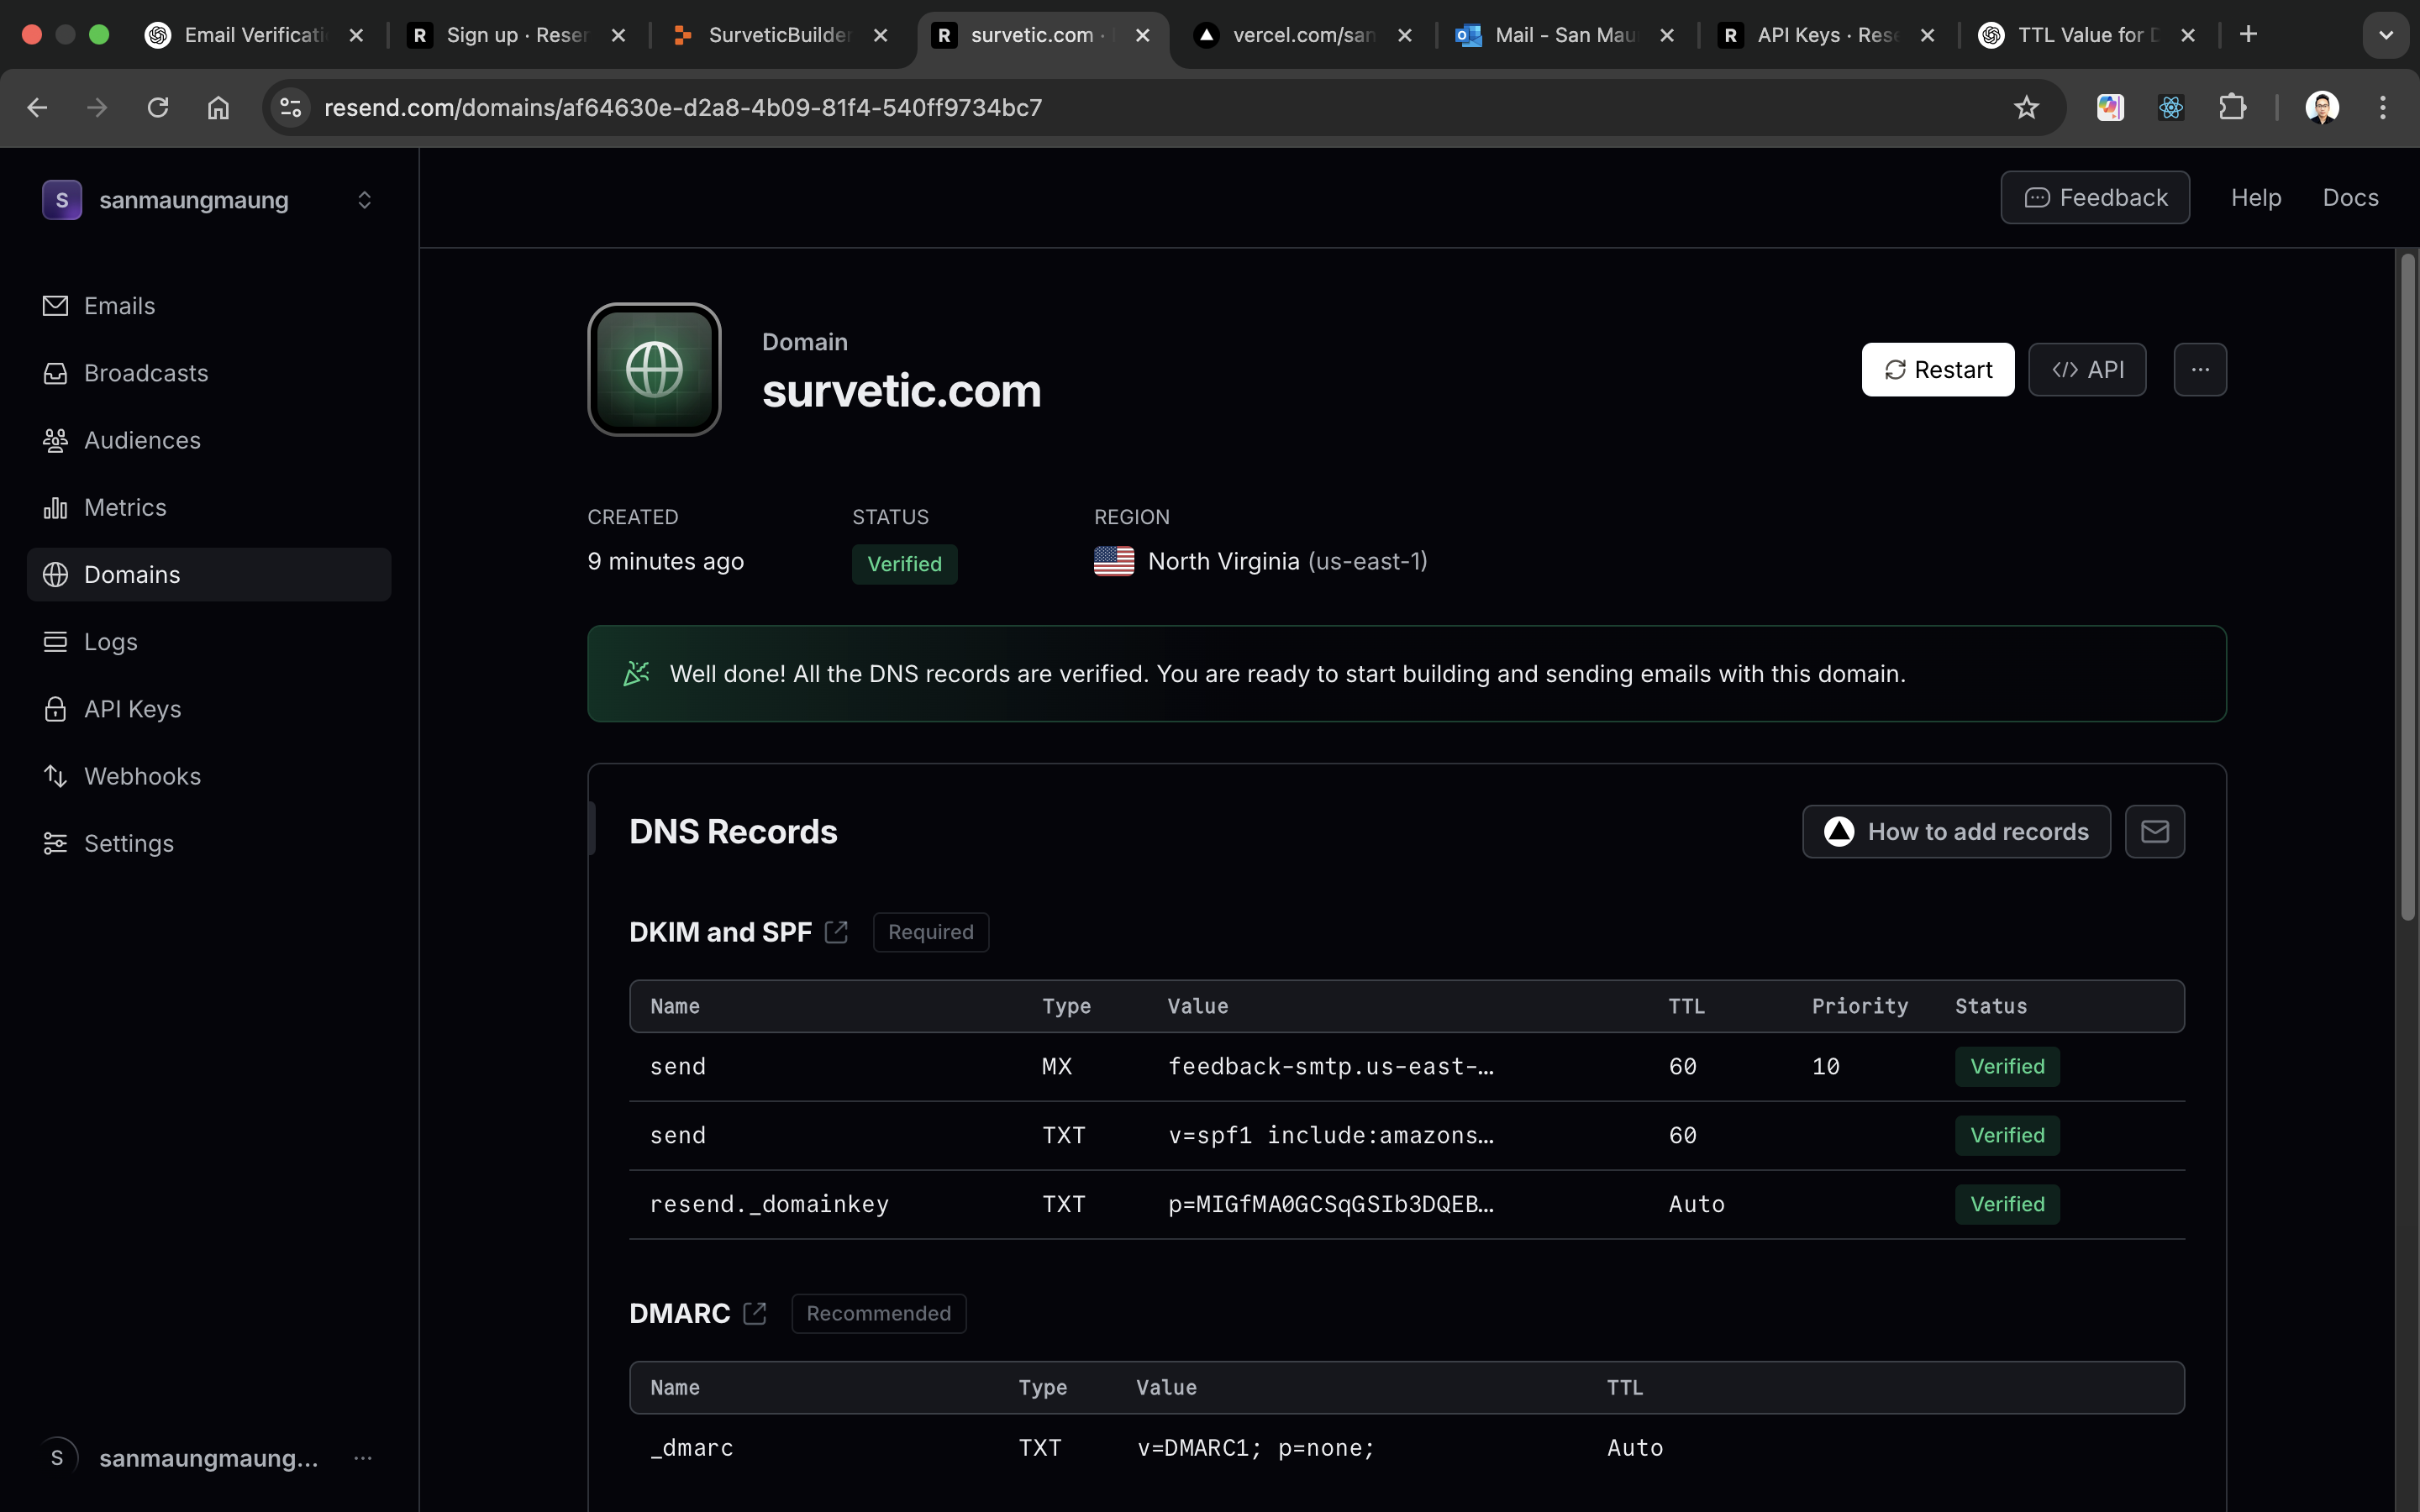 Email Verificati
R Sign up · Reser
SurveticBuilder
R survetic.com ·
vercel.com/san
Mail - San Mau
R API Keys · Rese
TTL Value for D
resend.com/domains/af64630e-d2a8-4b09-81f4-540ff9734bc7
S sanmaungmaung
Feedback Help Docs
Emails
Broadcasts
Audiences
Metrics
Domains
Logs
API Keys
Webhooks
Settings
S sanmaungmaung...
Domain
survetic.com
Restart
API
CREATED STATUS REGION
9 minutes ago Verified North Virginia (us-east-1)
Well done! All the DNS records are verified. You are ready to start building and sending emails with this domain.
DNS Records
How to add records
DKIM and SPF Required
Name Type Value TTL Priority Status
send MX feedback-smtp.us-east-... 60 10 Verified
send TXT v=spf1 include:amazons... 60 Verified
resend._domainkey TXT p=MIGfMA0GCSqGSIb3DQEB... Auto Verified
DMARC Recommended
Name Type Value TTL
_dmarc TXT v=DMARC1; p=none; Auto